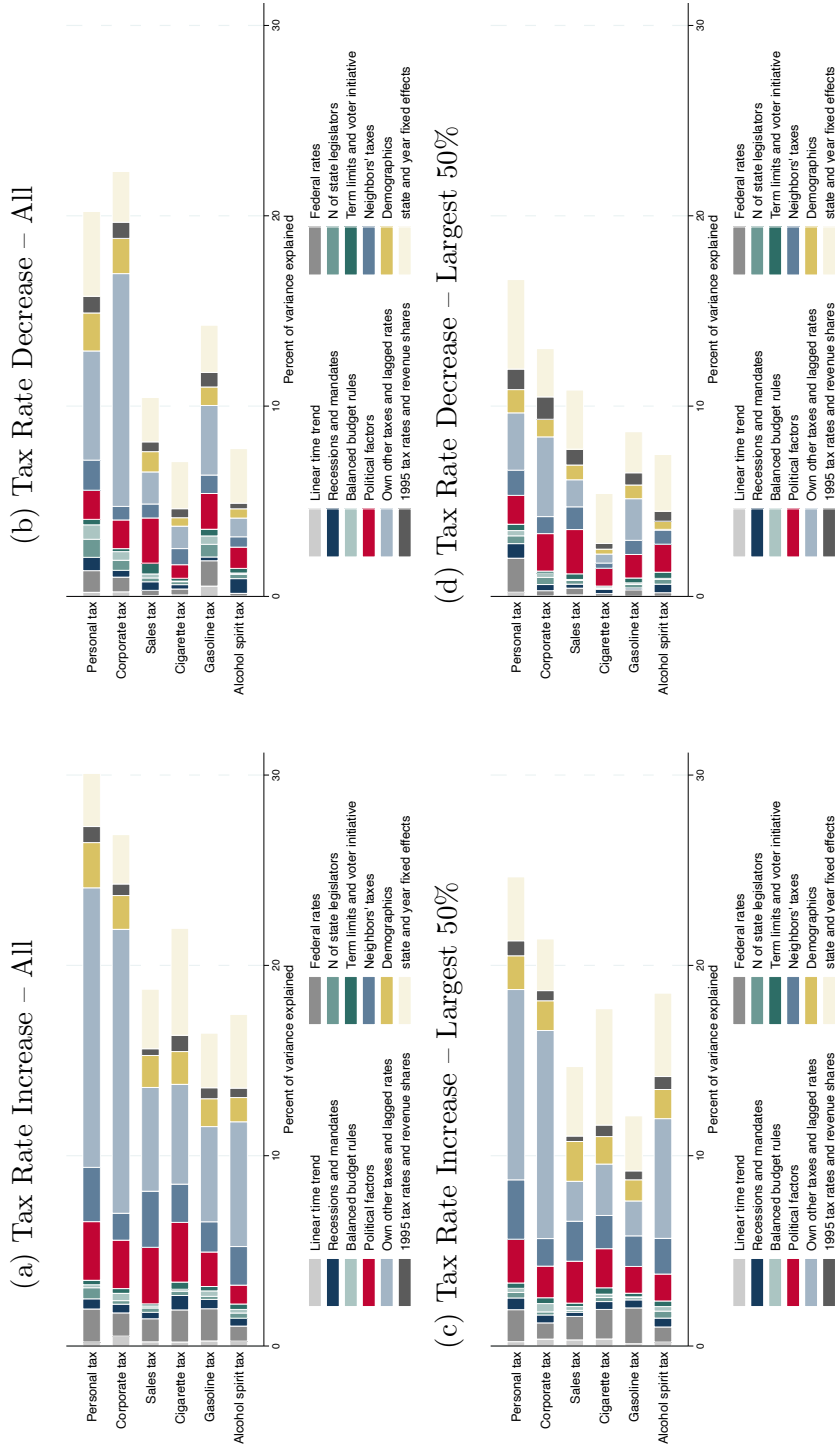 (a) Tax Rate Increase – All
Personal tax
Corporate tax
Sales tax
Cigarette tax
Gasoline tax
Alcohol spirit tax
0 10 20 30
Percent of variance explained
Linear time trend Federal rates
Recessions and mandates N of state legislators
Balanced budget rules Term limits and voter initiative
Political factors Neighbors' taxes
Own other taxes and lagged rates Demographics
1995 tax rates and revenue shares state and year fixed effects
(b) Tax Rate Decrease – All
Personal tax
Corporate tax
Sales tax
Cigarette tax
Gasoline tax
Alcohol spirit tax
0 10 20 30
Percent of variance explained
Linear time trend Federal rates
Recessions and mandates N of state legislators
Balanced budget rules Term limits and voter initiative
Political factors Neighbors' taxes
Own other taxes and lagged rates Demographics
1995 tax rates and revenue shares state and year fixed effects
(c) Tax Rate Increase – Largest 50%
Personal tax
Corporate tax
Sales tax
Cigarette tax
Gasoline tax
Alcohol spirit tax
0 10 20 30
Percent of variance explained
Linear time trend Federal rates
Recessions and mandates N of state legislators
Balanced budget rules Term limits and voter initiative
Political factors Neighbors' taxes
Own other taxes and lagged rates Demographics
1995 tax rates and revenue shares state and year fixed effects
(d) Tax Rate Decrease – Largest 50%
Personal tax
Corporate tax
Sales tax
Cigarette tax
Gasoline tax
Alcohol spirit tax
0 10 20 30
Percent of variance explained
Linear time trend Federal rates
Recessions and mandates N of state legislators
Balanced budget rules Term limits and voter initiative
Political factors Neighbors' taxes
Own other taxes and lagged rates Demographics
1995 tax rates and revenue shares state and year fixed effects